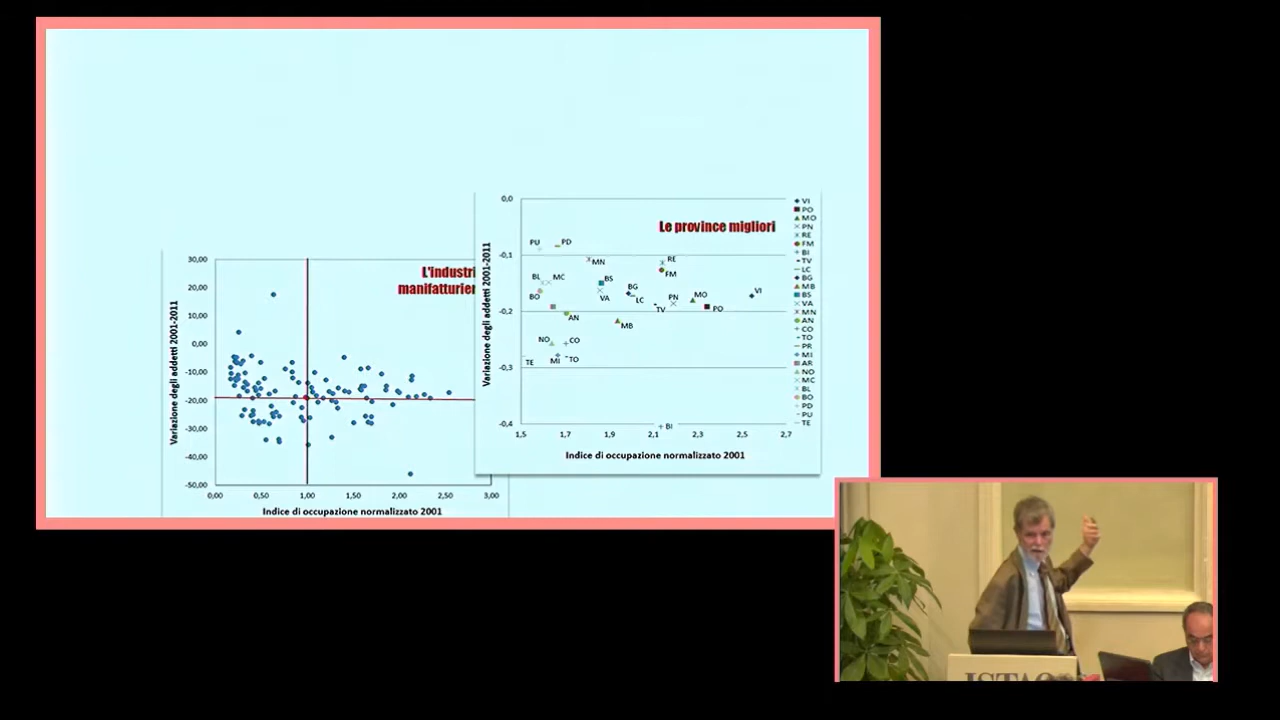 Le province migliori
Variazione degli addetti 2001-2011
0,0
-0,1
-0,2
-0,3
-0,4
1,5
1,7
1,9
2,1
2,3
2,5
2,7
Indice di occupazione normalizzato 2001
PU
PD
MN
RE
FM
BL
MC
BS
BG
BO
VA
LC
TV
PN
MO
PO
VI
AN
MB
NO
CO
TE
MI
TO
BI
VI
PO
MO
PN
RE
FM
BI
TV
LC
BG
MB
BS
VA
MN
AN
CO
TO
PR
MI
AR
NO
MC
BL
BO
PD
PU
TE
L'industri
manifatturier
Variazione degli addetti 2001-2011
30,00
20,00
10,00
0,00
-10,00
-20,00
-30,00
-40,00
-50,00
0,00
0,50
1,00
1,50
2,00
2,50
3,00
Indice di occupazione normalizzato 2001